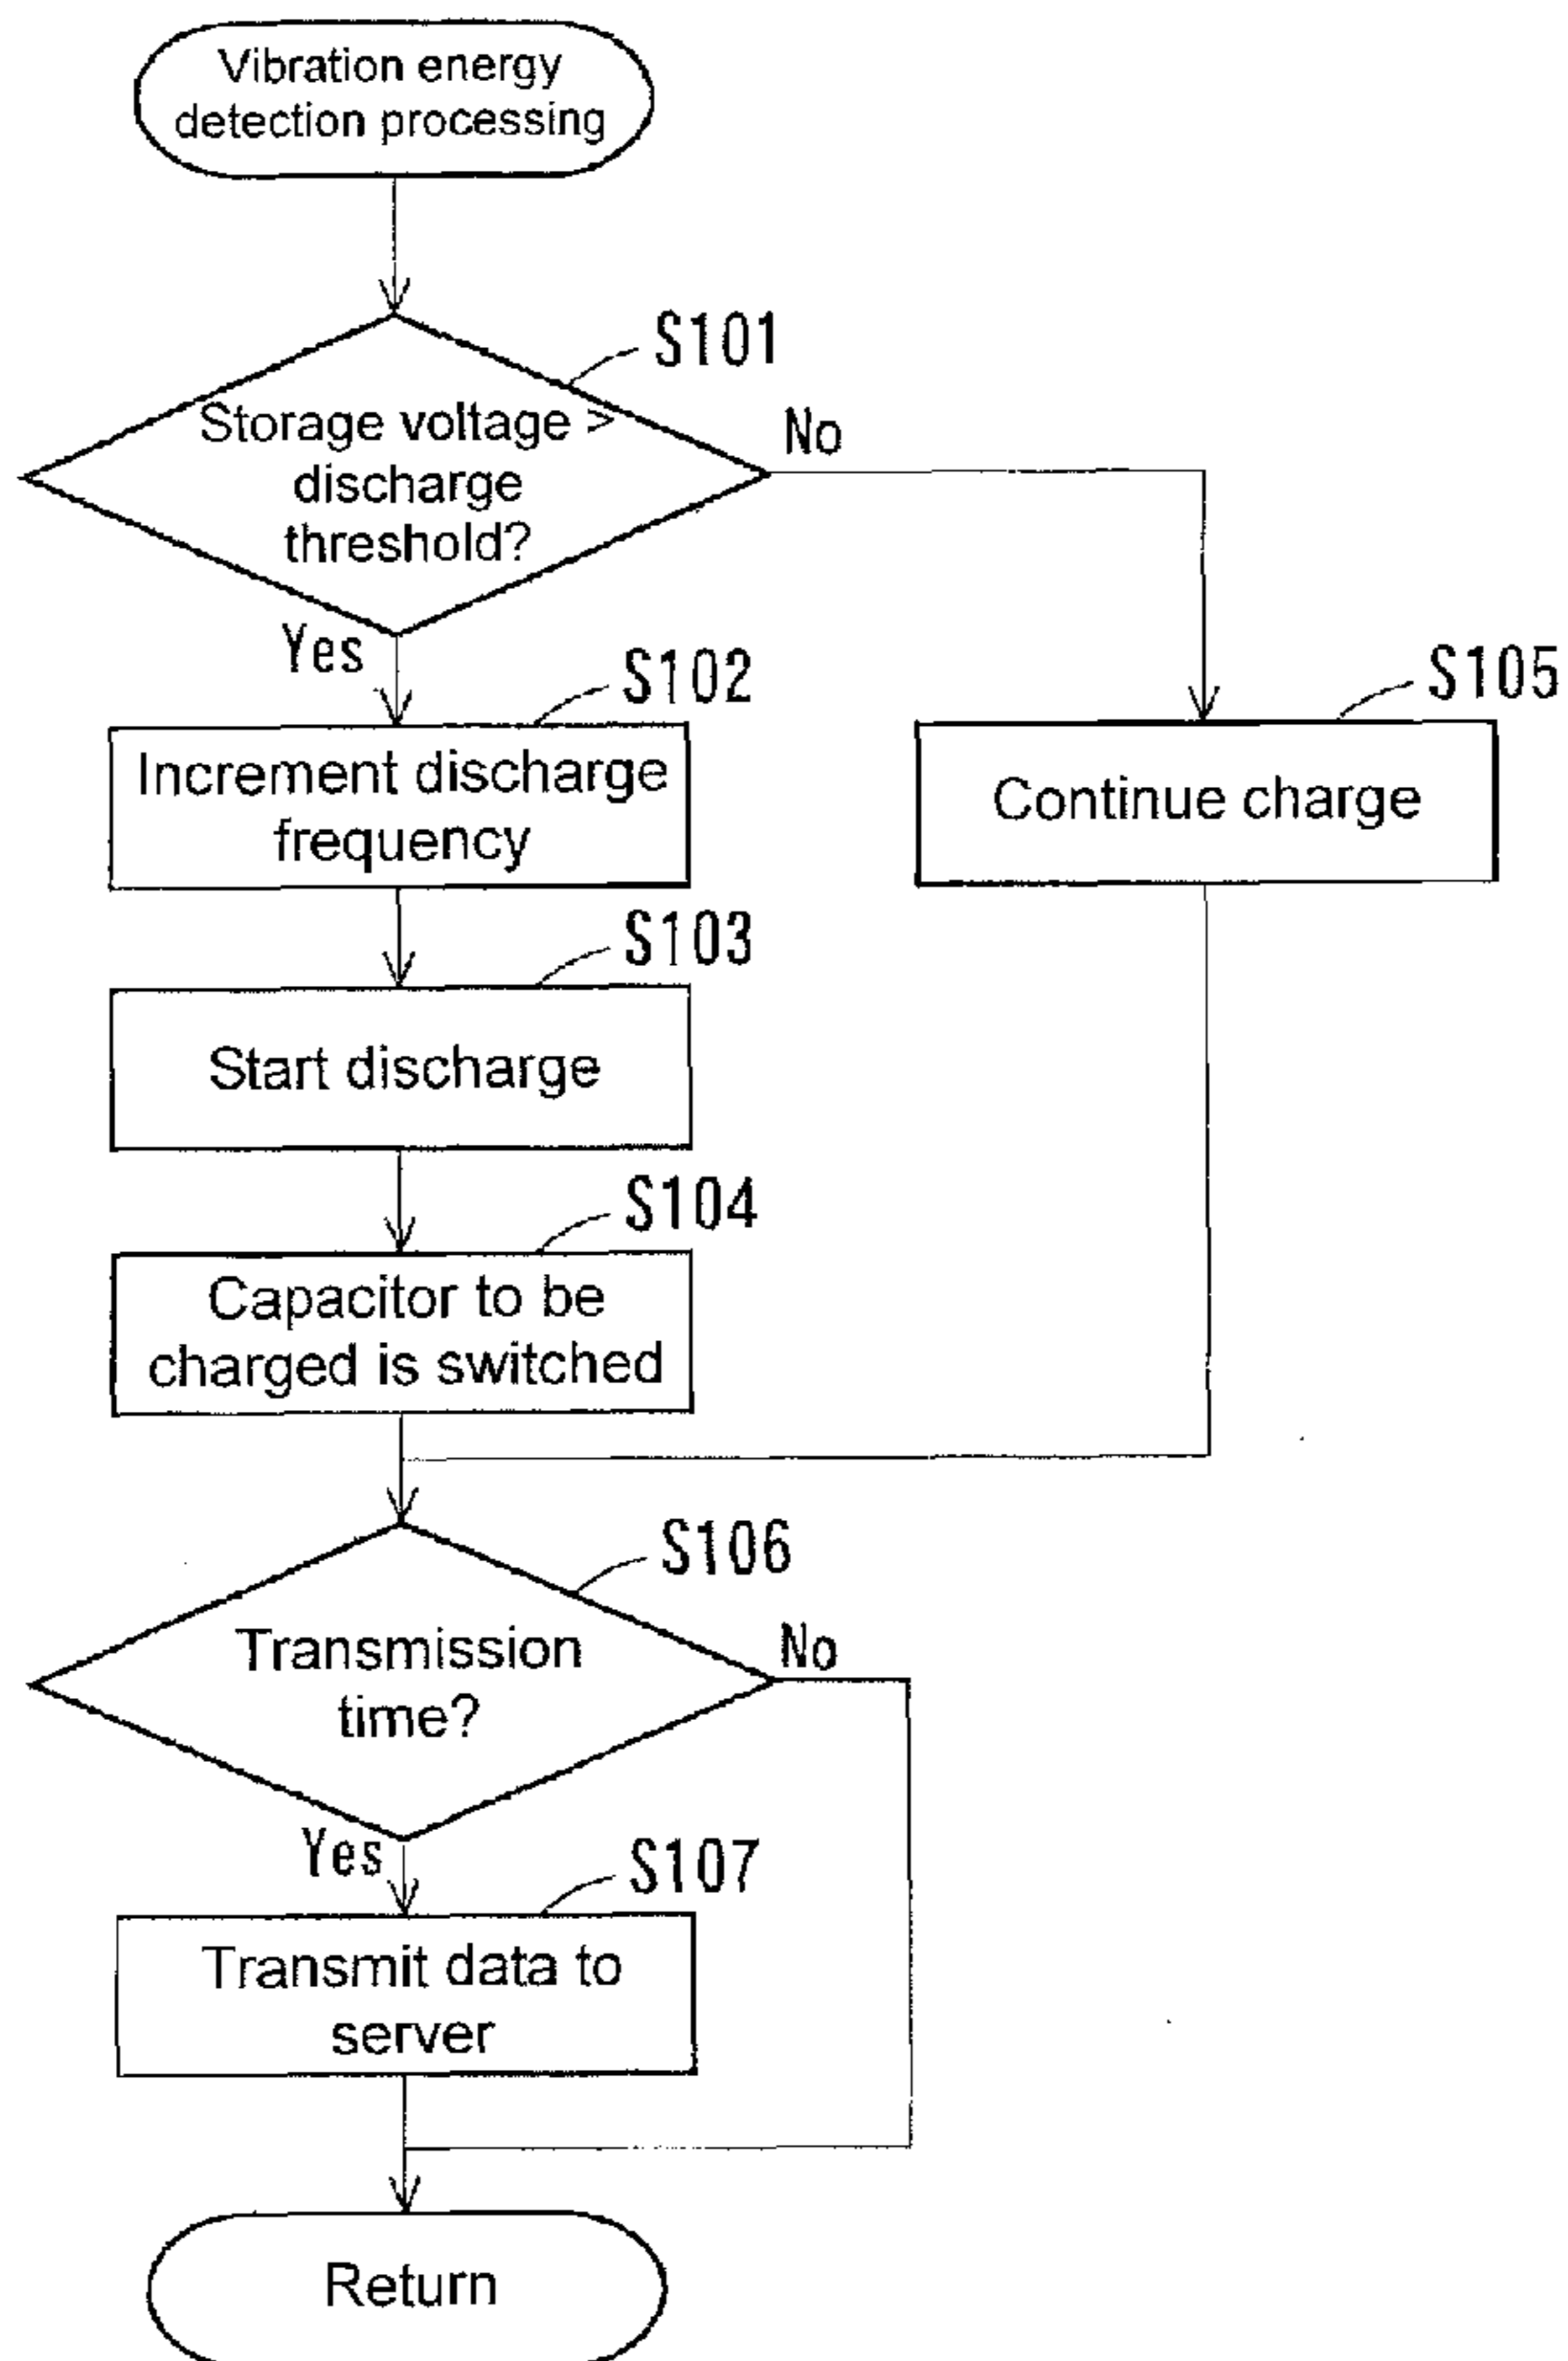 Vibration energy
detection processing
S101
Storage voltage >
discharge
threshold?
No
Yes
S102
Increment discharge
frequency
S105
Continue charge
S103
Start discharge
S104
Capacitor to be
charged is switched
S106
Transmission
time?
No
Yes
S107
Transmit data to
server
Return